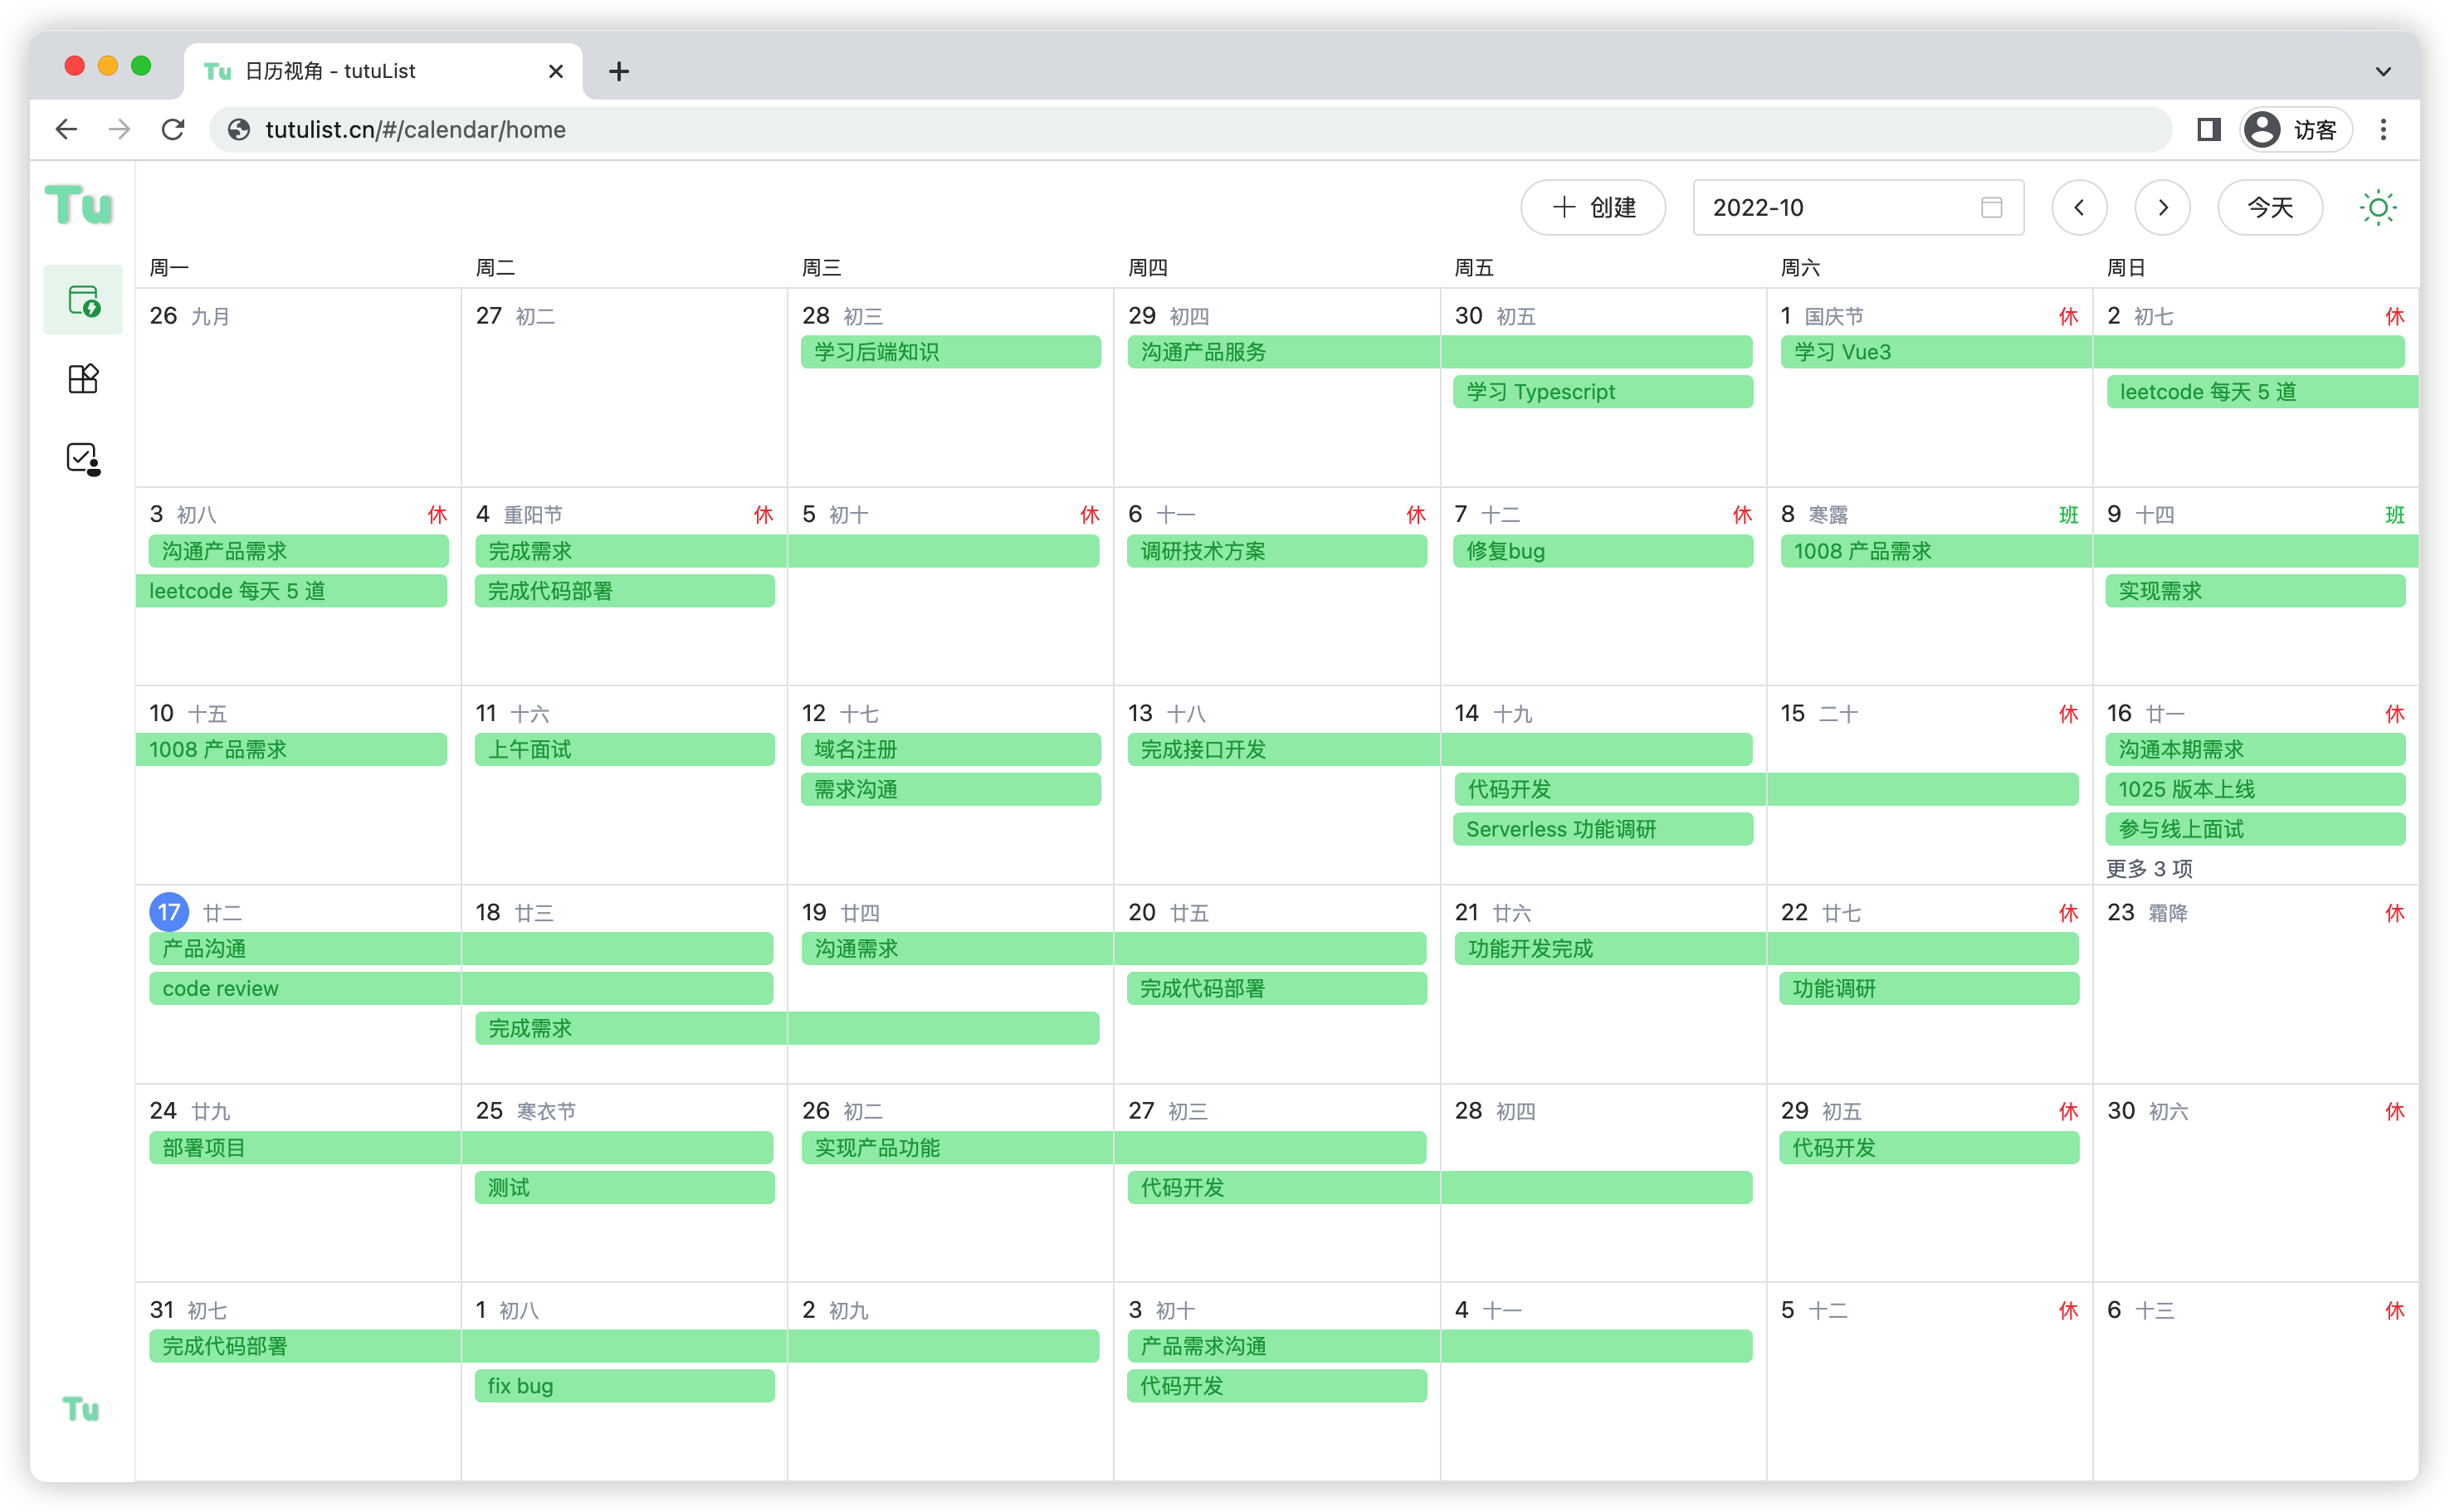 Tu 日历视角 - tutuList
tutulist.cn/#/calendar/home 访客
Tu
创建 2022-10 今天
周一 周二 周三 周四 周五 周六 周日
26 九月 27 初二 28 初三 29 初四 30 初五 1 国庆节 休 2 初七 休
学习后端知识 沟通产品服务 学习 Vue3
学习 Typescript leetcode 每天 5 道
3 初八 休 4 重阳节 休 5 初十 休 6 十一 休 7 十二 休 8 寒露 班 9 十四 班
沟通产品需求 完成需求 调研技术方案 修复bug 1008 产品需求
leetcode 每天 5 道 完成代码部署 实现需求
10 十五 11 十六 12 十七 13 十八 14 十九 15 二十 休 16 廿一 休
1008 产品需求 上午面试 域名注册 完成接口开发 沟通本期需求
需求沟通 代码开发 1025 版本上线
Serverless 功能调研 参与线上面试
更多 3 项
17 廿二 18 廿三 19 廿四 20 廿五 21 廿六 22 廿七 休 23 霜降 休
产品沟通 沟通需求 功能开发完成
code review 完成代码部署 功能调研
完成需求
24 廿九 25 寒衣节 26 初二 27 初三 28 初四 29 初五 休 30 初六 休
部署项目 实现产品功能 代码开发
测试 代码开发
31 初七 1 初八 2 初九 3 初十 4 十一 5 十二 休 6 十三 休
完成代码部署 产品需求沟通
fix bug 代码开发
Tu